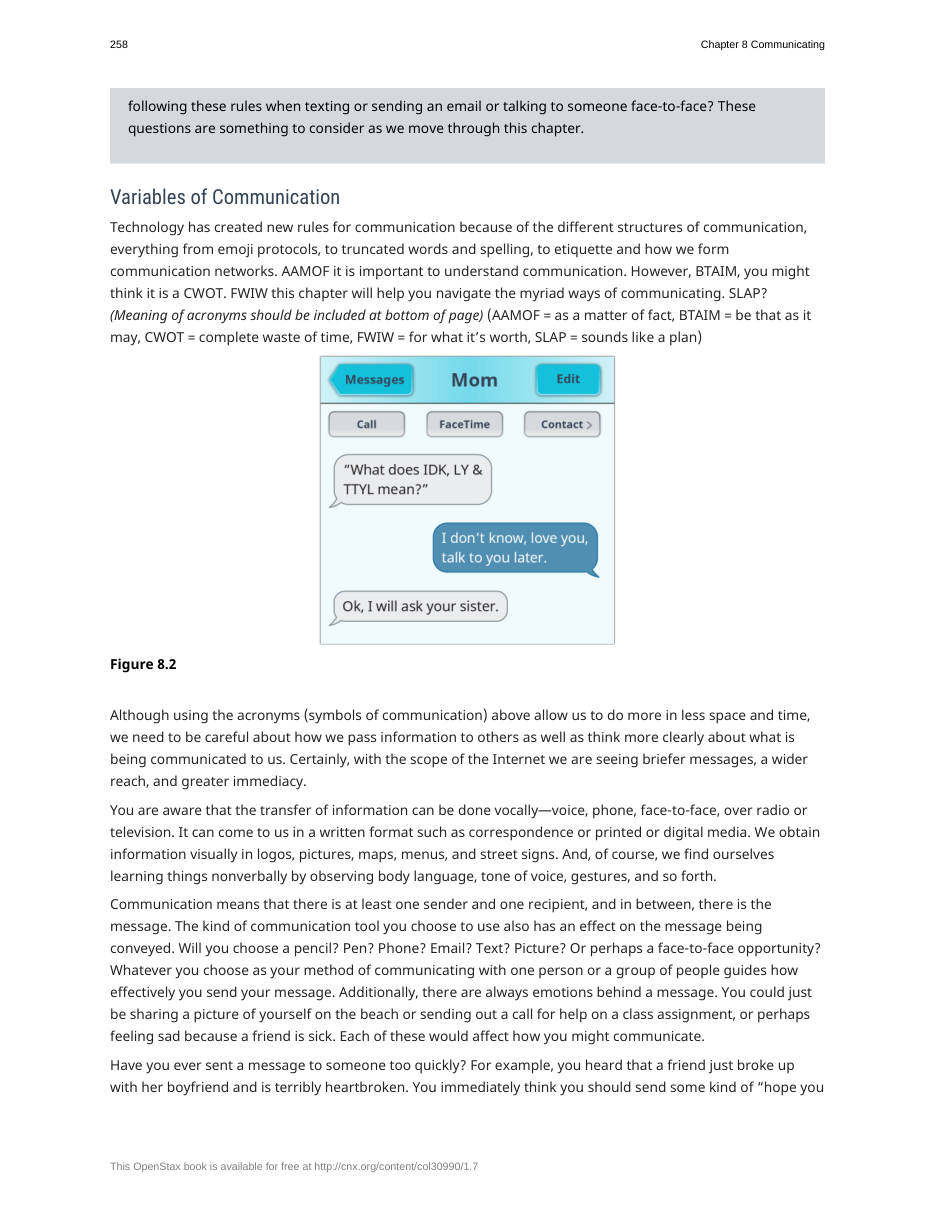 258
Chapter 8 Communicating
following these rules when texting or sending an email or talking to someone face-to-face? These
questions are something to consider as we move through this chapter.
Variables of Communication
Technology has created new rules for communication because of the different structures of communication,
everything from emoji protocols, to truncated words and spelling, to etiquette and how we form
communication networks. AAMOF it is important to understand communication. However, BTAIM, you might
think it is a CWOT. FWIW this chapter will help you navigate the myriad ways of communicating. SLAP?
(Meaning of acronyms should be included at bottom of page) (AAMOF = as a matter of fact, BTAIM = be that as it
may, CWOT = complete waste of time, FWIW = for what it’s worth, SLAP = sounds like a plan)
Messages
Mom
Edit
Call
FaceTime
Contact >
“What does IDK, LY &
TTYL mean?”
I don’t know, love you,
talk to you later.
Ok, I will ask your sister.
Figure 8.2
Although using the acronyms (symbols of communication) above allow us to do more in less space and time,
we need to be careful about how we pass information to others as well as think more clearly about what is
being communicated to us. Certainly, with the scope of the Internet we are seeing briefer messages, a wider
reach, and greater immediacy.
You are aware that the transfer of information can be done vocally—voice, phone, face-to-face, over radio or
television. It can come to us in a written format such as correspondence or printed or digital media. We obtain
information visually in logos, pictures, maps, menus, and street signs. And, of course, we find ourselves
learning things nonverbally by observing body language, tone of voice, gestures, and so forth.
Communication means that there is at least one sender and one recipient, and in between, there is the
message. The kind of communication tool you choose to use also has an effect on the message being
conveyed. Will you choose a pencil? Pen? Phone? Email? Text? Picture? Or perhaps a face-to-face opportunity?
Whatever you choose as your method of communicating with one person or a group of people guides how
effectively you send your message. Additionally, there are always emotions behind a message. You could just
be sharing a picture of yourself on the beach or sending out a call for help on a class assignment, or perhaps
feeling sad because a friend is sick. Each of these would affect how you might communicate.
Have you ever sent a message to someone too quickly? For example, you heard that a friend just broke up
with her boyfriend and is terribly heartbroken. You immediately think you should send some kind of “hope you
This OpenStax book is available for free at http://cnx.org/content/col30990/1.7